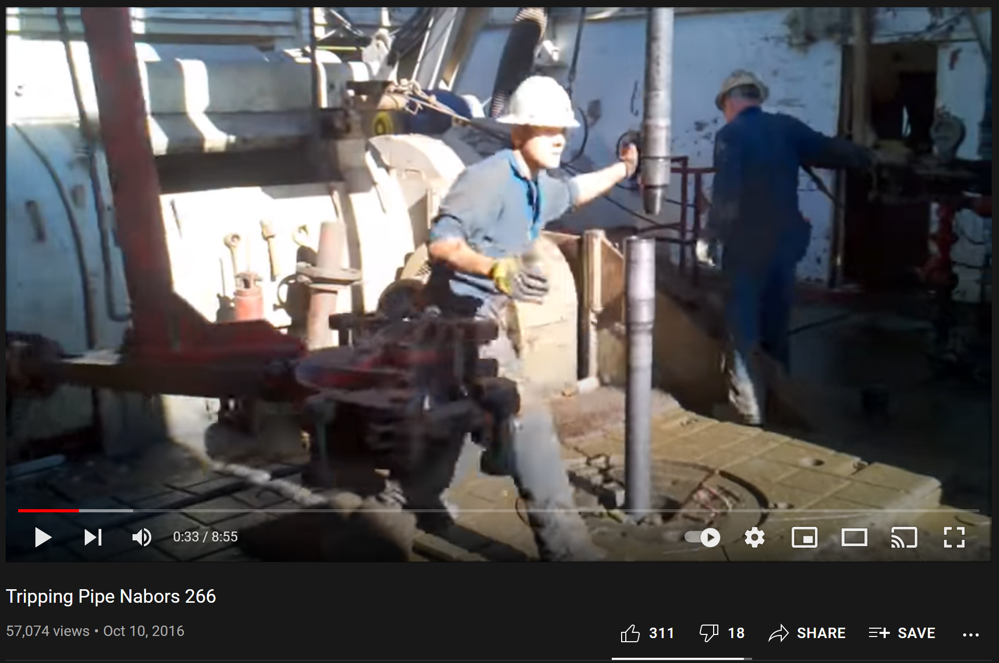 0:33 / 8:55
Tripping Pipe Nabors 266
57,074 views • Oct 10, 2016
311
18
SHARE
SAVE